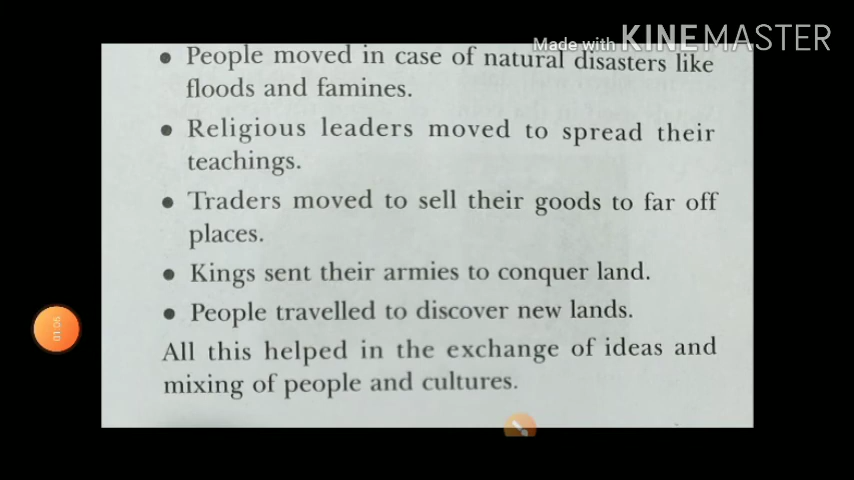 Made with KINEMASTER
• People moved in case of natural disasters like
floods and famines.
• Religious leaders moved to spread their
teachings.
• Traders moved to sell their goods to far off
places.
• Kings sent their armies to conquer land.
• People travelled to discover new lands.
01:06
All this helped in the exchange of ideas and
mixing of people and cultures.